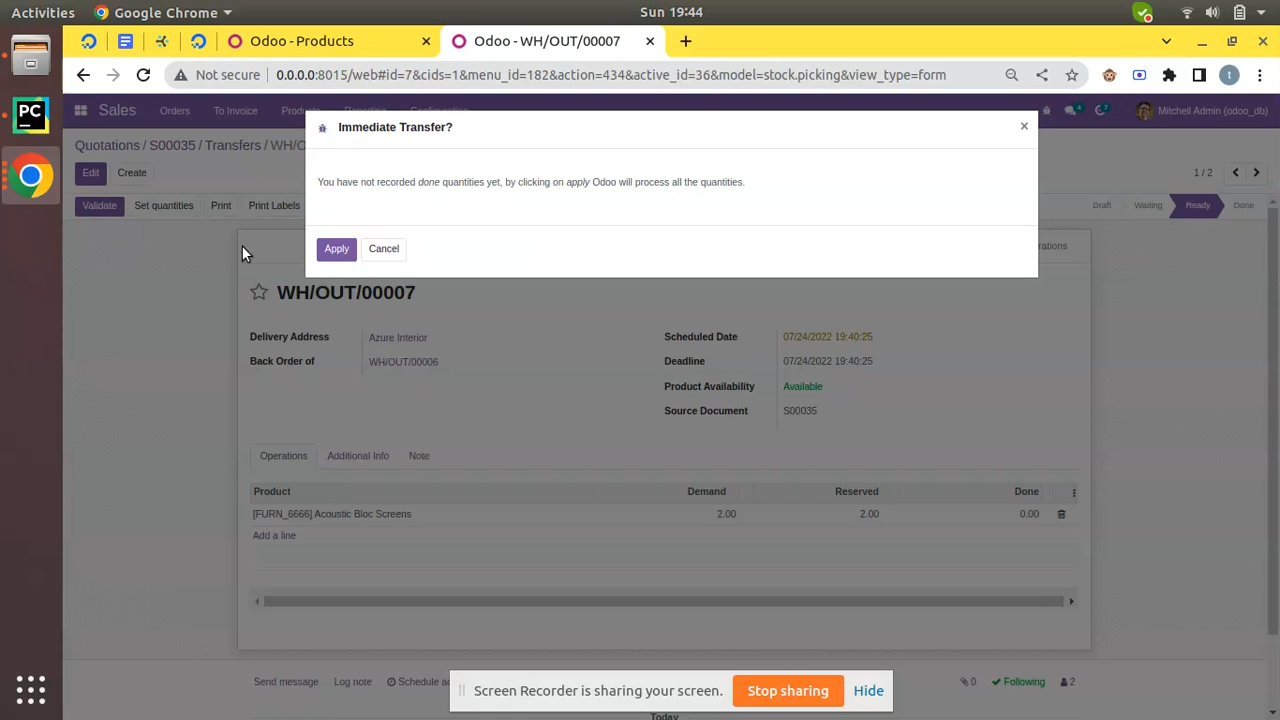 Activities
Google Chrome
Sun 19:44
Odoo - Products
Odoo - WH/OUT/00007
Not secure
0.0.0.0:8015/web#id=7&cids=1&menu_id=182&action=434&active_id=36&model=stock.picking&view_type=form
t
PC
Sales
Orders
To Invoice
Products
Reporting
Configuration
4
7
Mitchell Admin (odoo_db)
Immediate Transfer?
Quotations / S00035 / Transfers / WH/O
Edit
Create
1 / 2
You have not recorded done quantities yet, by clicking on apply Odoo will process all the quantities.
Validate
Set quantities
Print
Print Labels
Draft
Waiting
Ready
Done
Apply
Cancel
erations
WH/OUT/00007
Delivery Address
Azure Interior
Scheduled Date
07/24/2022 19:40:25
Back Order of
WH/OUT/00006
Deadline
07/24/2022 19:40:25
Product Availability
Available
Source Document
S00035
Operations
Additional Info
Note
Product
Demand
Reserved
Done
[FURN_6666] Acoustic Bloc Screens
2.00
2.00
0.00
Add a line
Send message
Log note
Schedule ac
Screen Recorder is sharing your screen.
Stop sharing
Hide
0
Following
2
Today